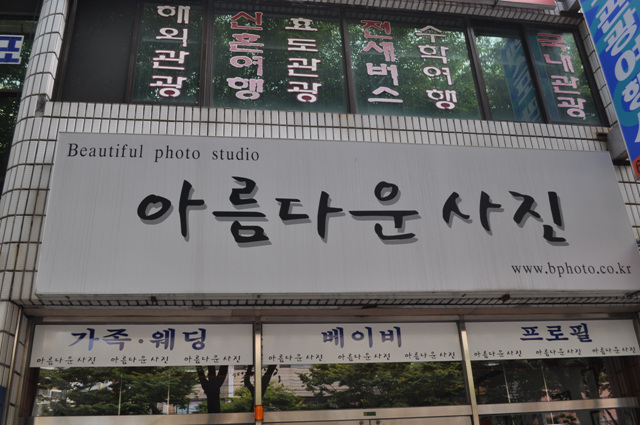 해외관광
신혼여행
효도관광
전세버스
수학여행
국내관광
Beautiful photo studio
아름다운 사진
www.bphoto.co.kr
가족·웨딩
베이비
프로필
아름다운사진 아름다운사진 아름다운사진
아름다운사진 아름다운사진 아름다운사진
아름다운사진 아름다운사진 아름다운사진